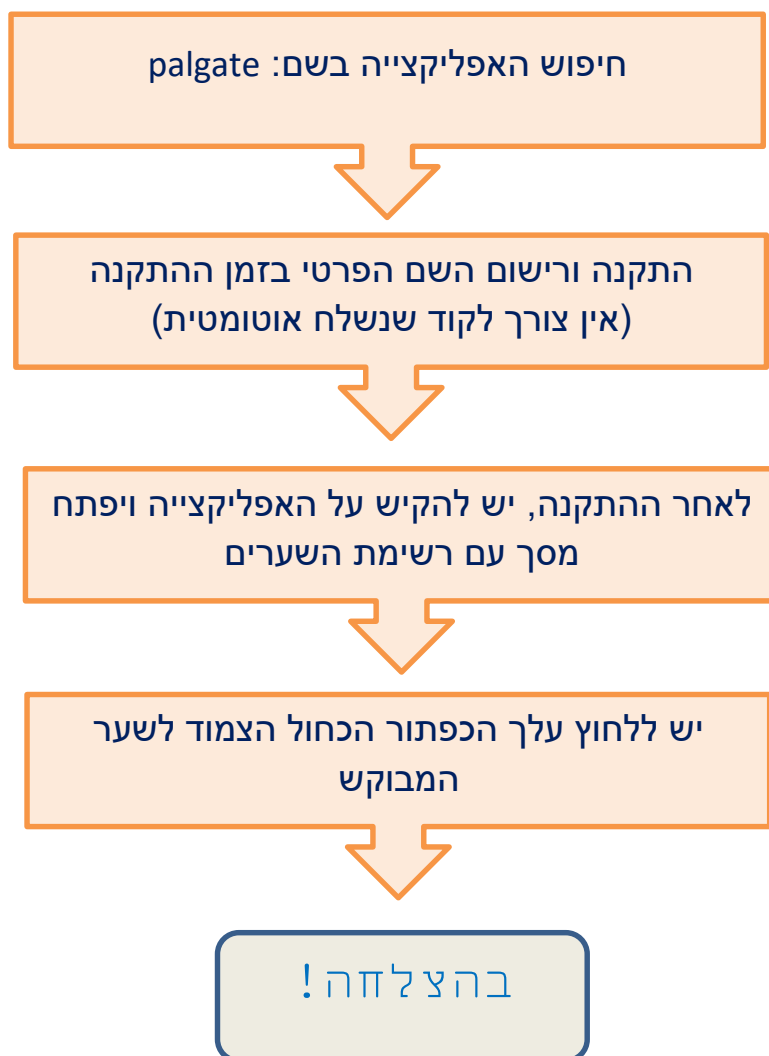 חיפוש האפליקצייה בשם: palgate
התקנה ורישום השם הפרטי בזמן ההתקנה
(אין צורך לקוד שנשלח אוטומטית)
לאחר ההתקנה, יש להקיש על האפליקצייה ויפתח
מסך עם רשימת השערים
יש ללחוץ עלך הכפתור הכחול הצמוד לשער
המבוקש
בהצלחה!